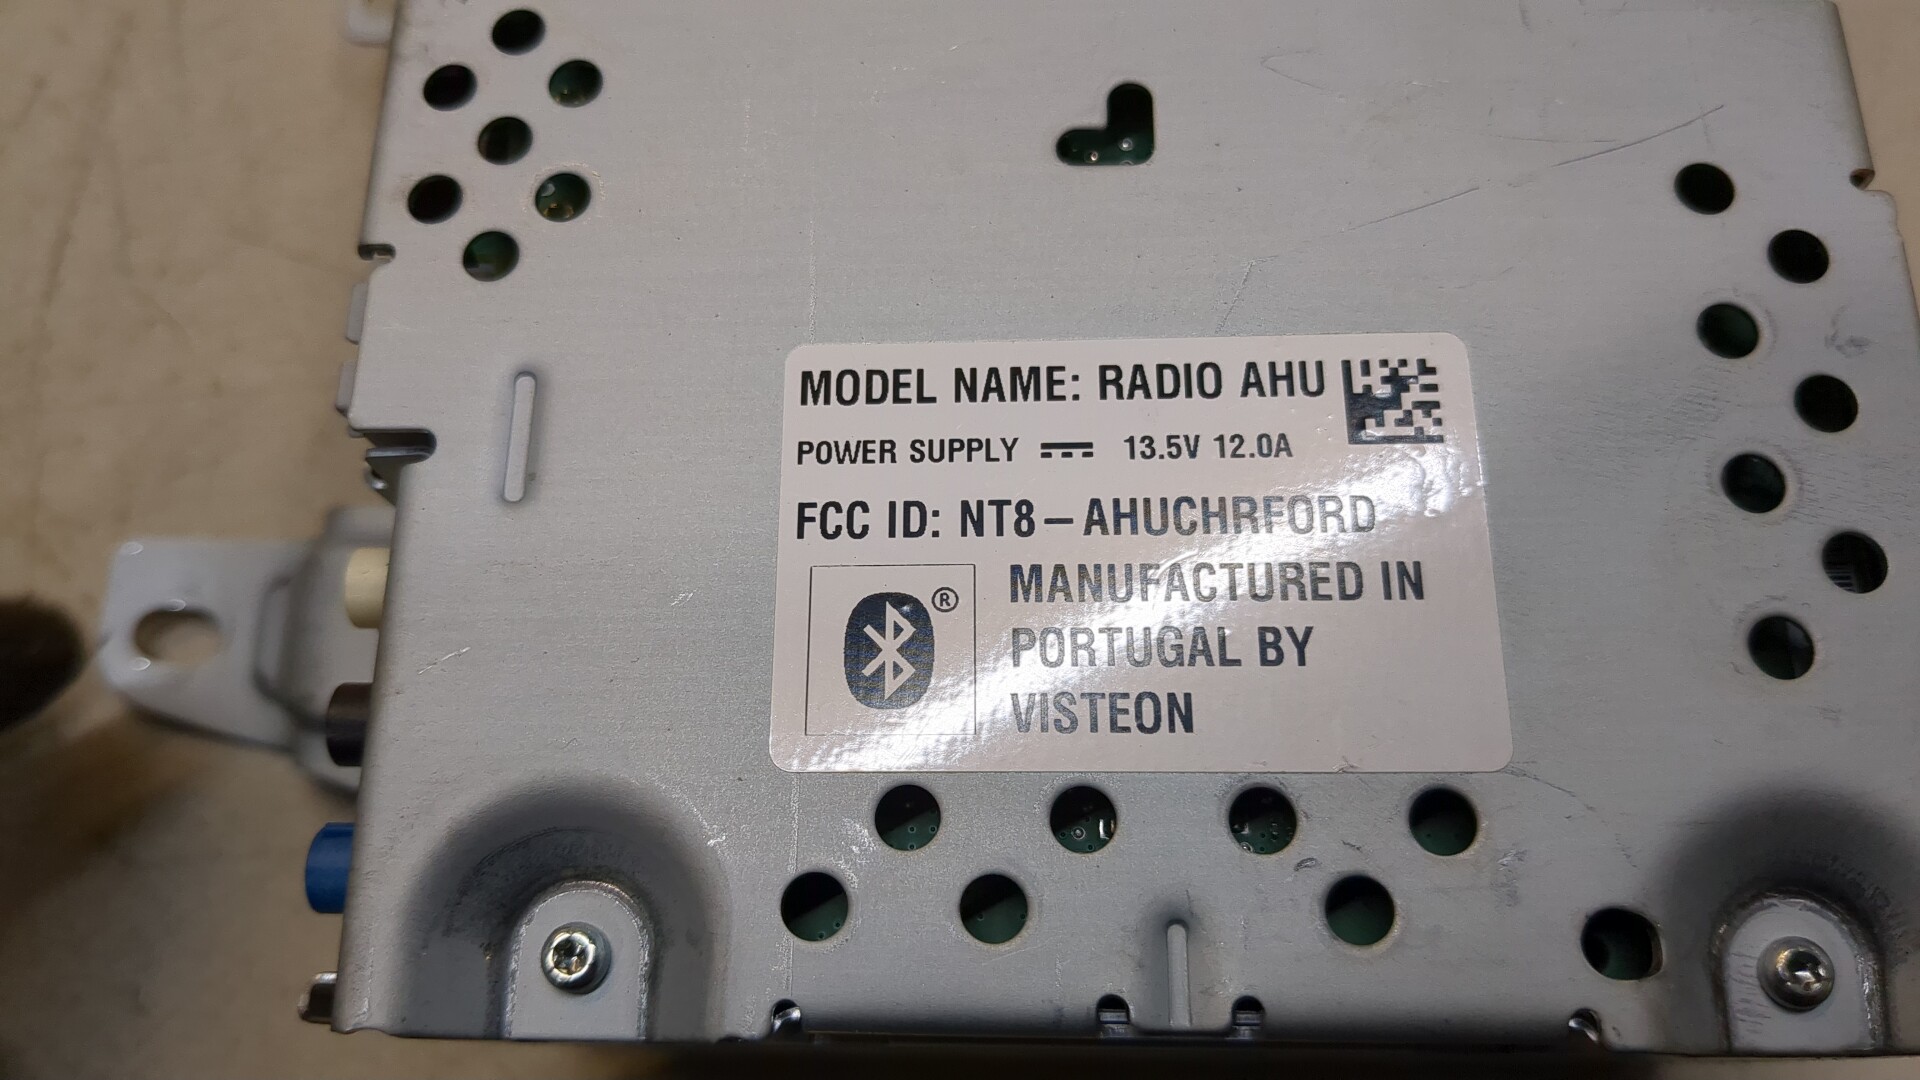 MODEL NAME: RADIO AHU
POWER SUPPLY ⎓ 13.5V 12.0A
FCC ID: NT8-AHUCHRFORD
®
MANUFACTURED IN
PORTUGAL BY
VISTEON